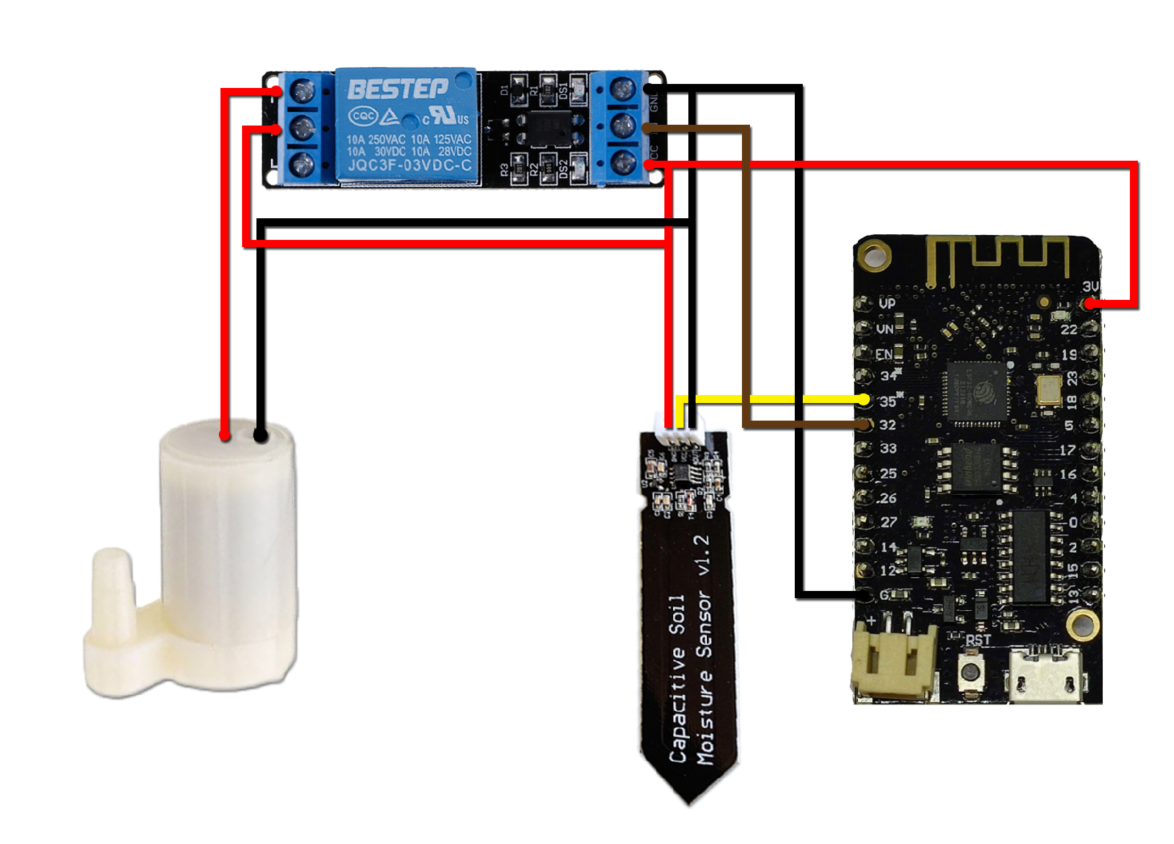 BESTEP
CQC
c RU US
10A 250VAC 10A 125VAC
10A 30VDC 10A 28VDC
JQC3F-03VDC-C
D1
R1
DS1
R3
R2
DS2
GND
CC
3V
VP
22
VN
19
EN
23
34
18
35
5
32
17
33
16
25
4
26
0
27
2
14
15
12
13
G
+
RST
Capacitive Soil
Moisture Sensor v1.2